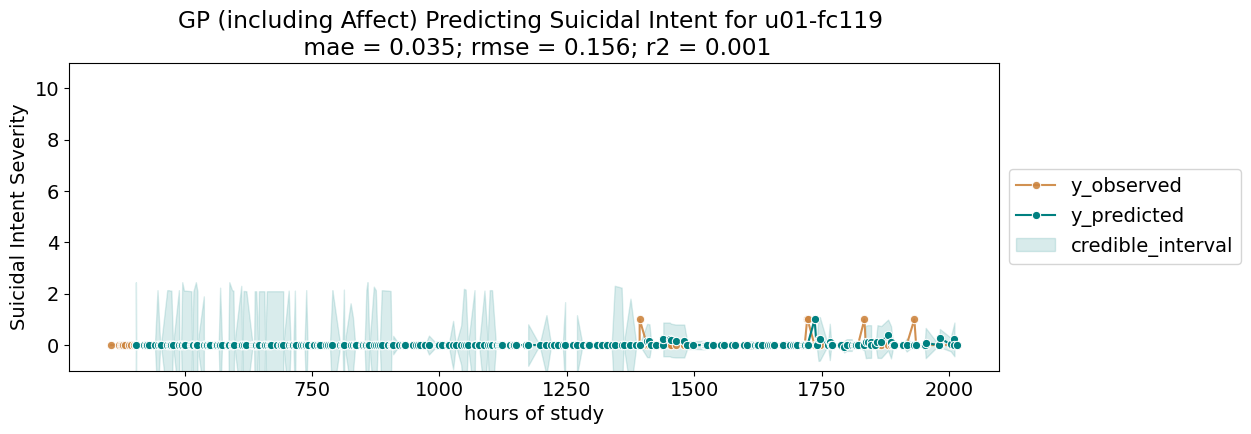 GP (including Affect) Predicting Suicidal Intent for u01-fc119
mae = 0.035; rmse = 0.156; r2 = 0.001
Suicidal Intent Severity
10
8
6
4
2
0
500
750
1000
1250
1500
1750
2000
hours of study
y_observed
y_predicted
credible_interval